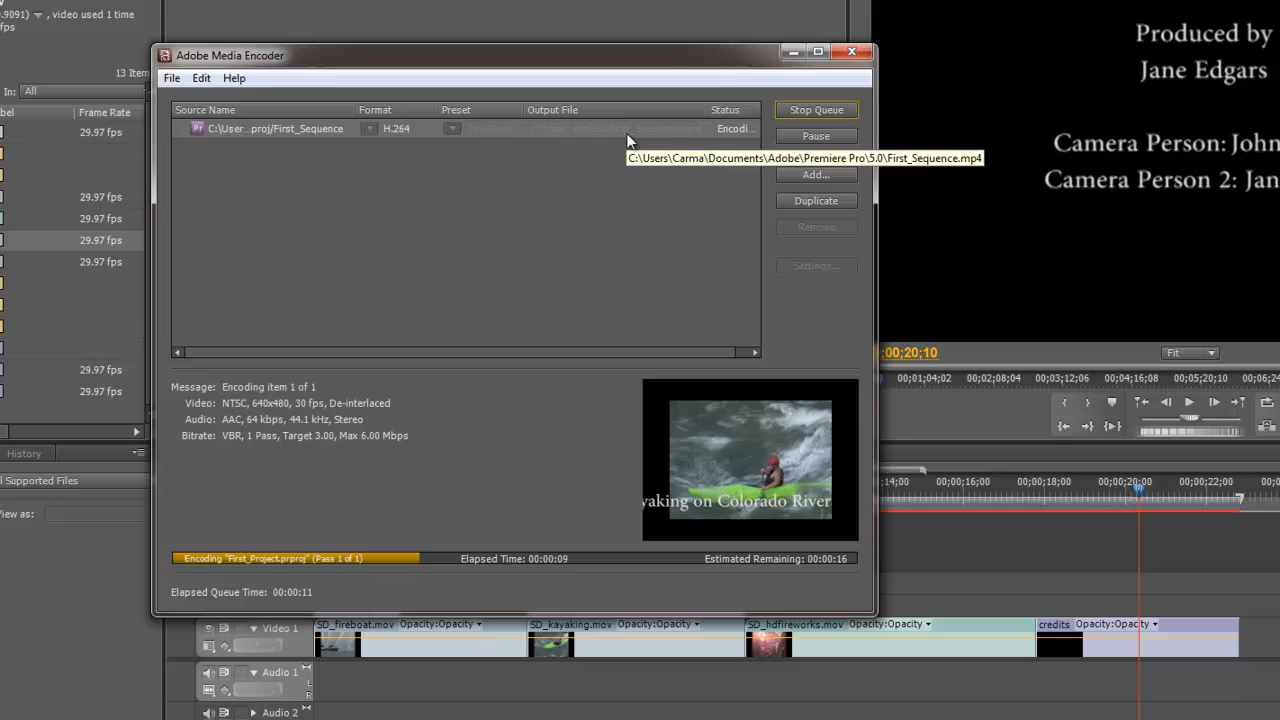 .9091) , video used 1 time
fps
13 Item
In: All
bel Frame Rate
29.97 fps
29.97 fps
29.97 fps
29.97 fps
29.97 fps
29.97 fps
29.97 fps
History
l Supported Files
View as:
Adobe Media Encoder
File Edit Help
Source Name Format Preset Output File Status
Pr C:\User...proj/First_Sequence H.264 Encodi...
C:\Users\Carma\Documents\Adobe\Premiere Pro\5.0\First_Sequence.mp4
Stop Queue
Pause
Add...
Duplicate
Remove
Settings...
Message: Encoding item 1 of 1
Video: NTSC, 640x480, 30 fps, De-interlaced
Audio: AAC, 64 kbps, 44.1 kHz, Stereo
Bitrate: VBR, 1 Pass, Target 3.00, Max 6.00 Mbps
yaking on Colorado River
Encoding "First_Project.prproj" (Pass 1 of 1) Elapsed Time: 00:00:09 Estimated Remaining: 00:00:16
Elapsed Queue Time: 00:00:11
Produced by
Jane Edgars
Camera Person: John
Camera Person 2: Jan
;00;20;10 Fit
00;01;04;02 00;02;08;04 00;03;12;06 00;04;16;08 00;05;20;10 00;06;24
;14;00 00;00;16;00 00;00;18;00 00;00;20;00 00;00;22;00 00;0
Video 1 SD_fireboat.mov Opacity:Opacity SD_kayaking.mov Opacity:Opacity SD_hdfireworks.mov Opacity:Opacity credits Opacity:Opacity
Audio 1
L
R
Audio 2